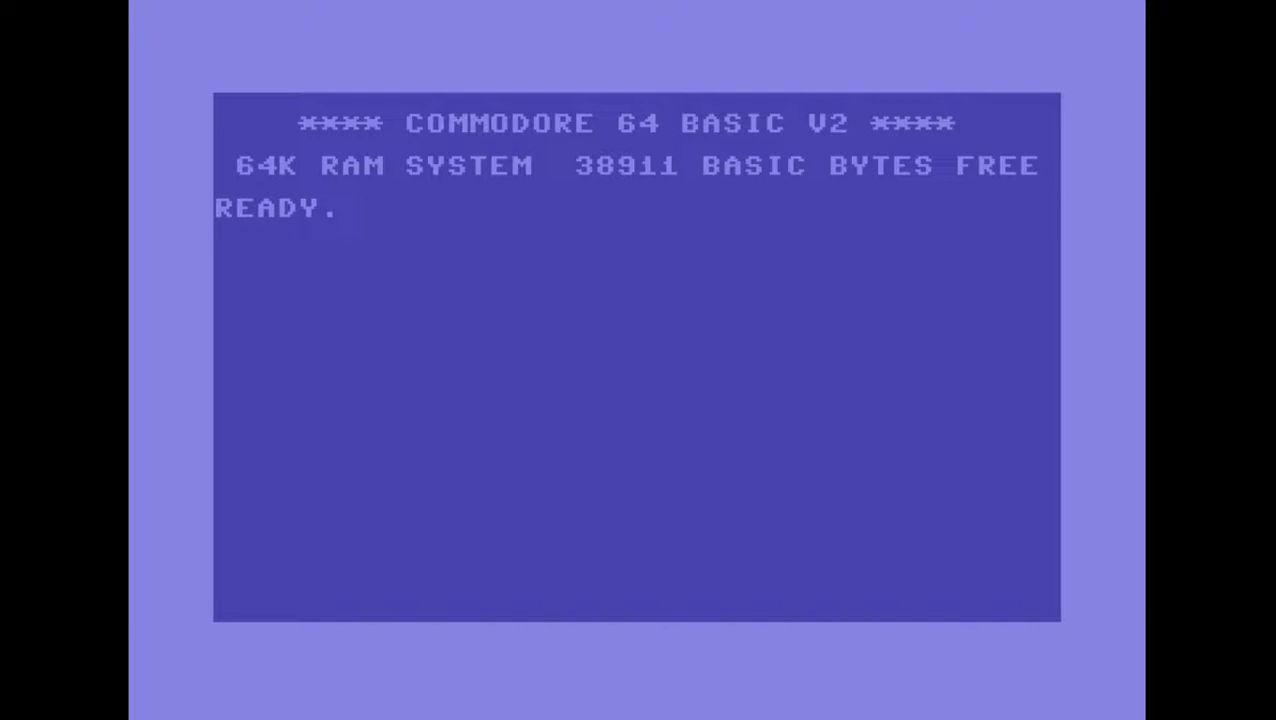 **** COMMODORE 64 BASIC V2 ****
64K RAM SYSTEM  38911 BASIC BYTES FREE
READY.